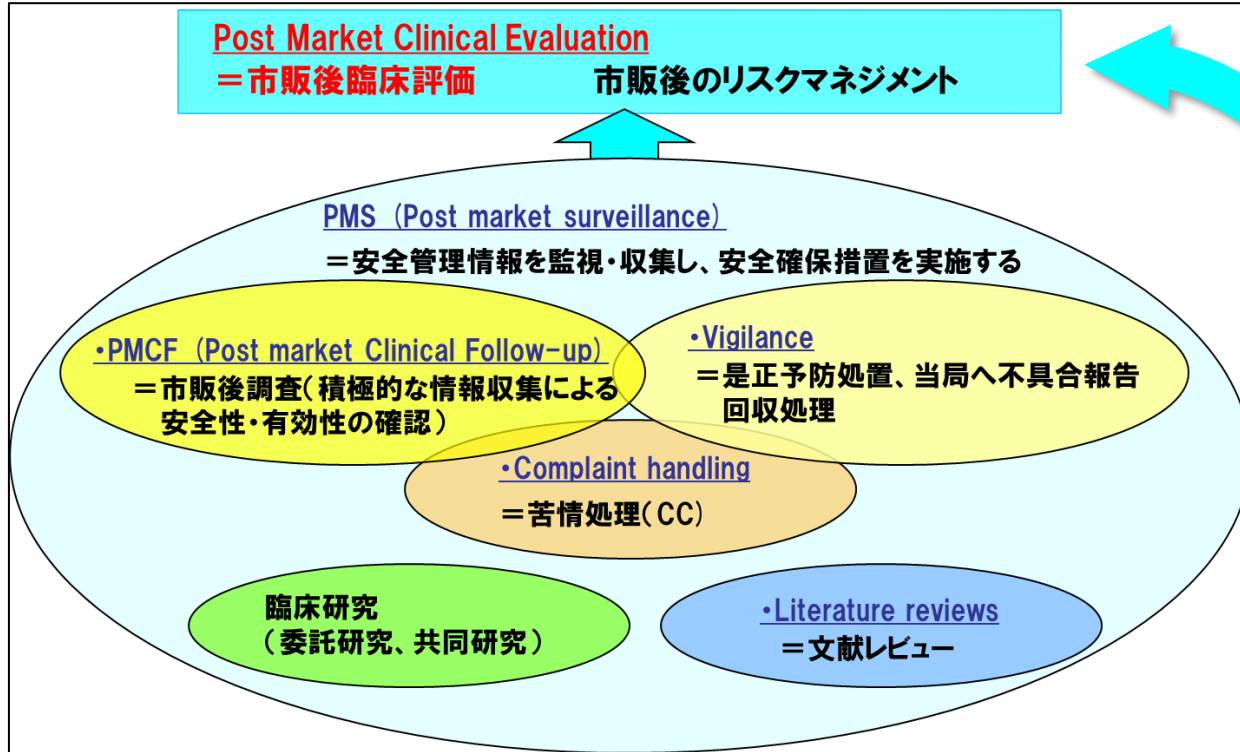 Post Market Clinical Evaluation
＝市販後臨床評価　　市販後のリスクマネジメント
PMS (Post market surveillance)
＝安全管理情報を監視・収集し、安全確保措置を実施する
・PMCF (Post market Clinical Follow-up)
＝市販後調査(積極的な情報収集による
安全性・有効性の確認)
・Vigilance
＝是正予防処置、当局へ不具合報告
回収処理
・Complaint handling
＝苦情処理(CC)
臨床研究
(委託研究、共同研究)
・Literature reviews
＝文献レビュー